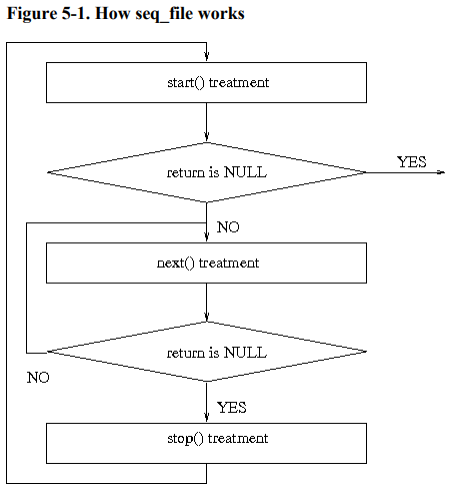 Figure 5-1. How seq_file works
start() treatment
return is NULL
YES
NO
next() treatment
return is NULL
NO
YES
stop() treatment